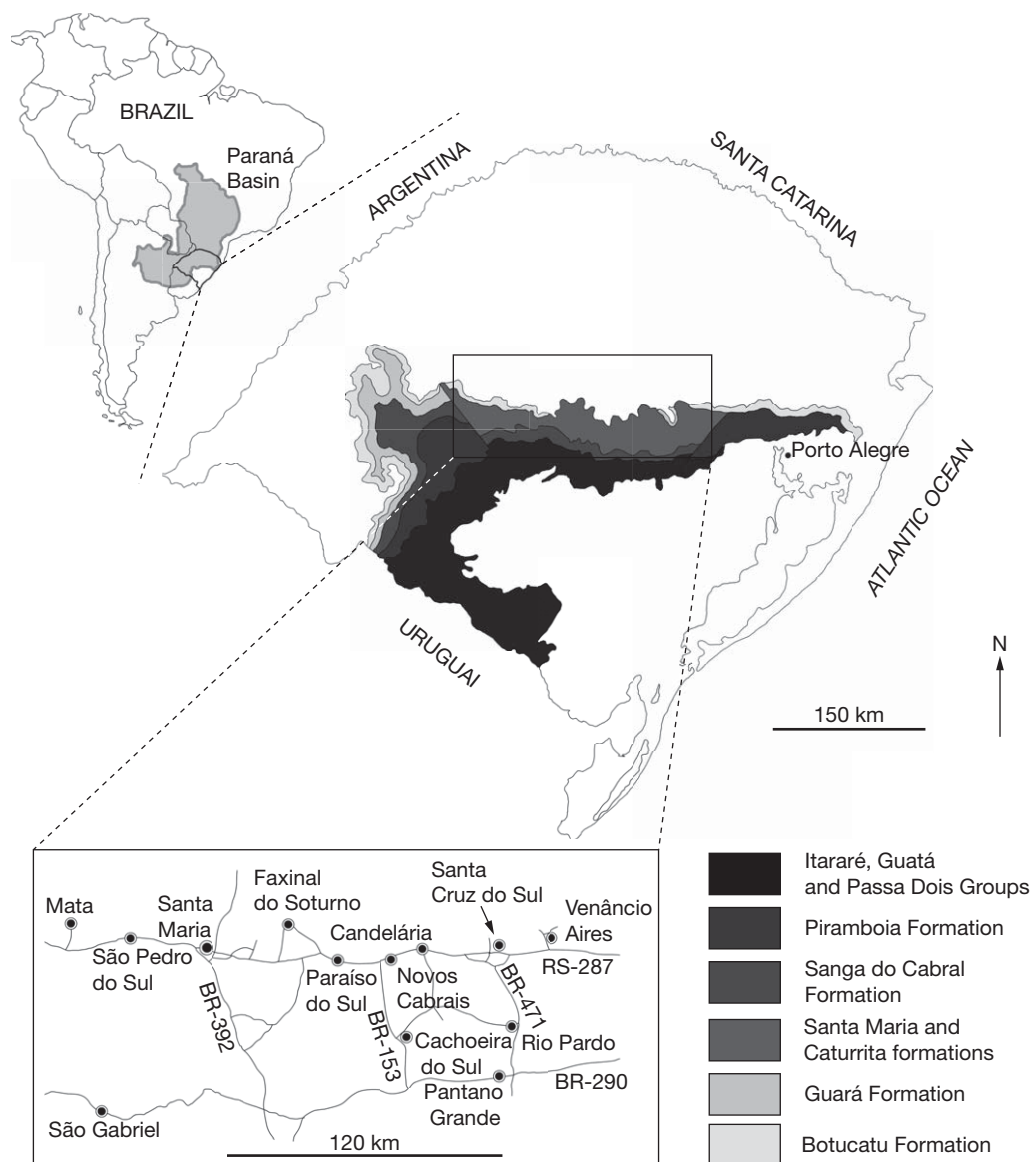 BRAZIL
Paraná
Basin
ARGENTINA
SANTA CATARINA
Porto Alegre
ATLANTIC OCEAN
URUGUAI
N
150 km
Mata
Santa
Maria
Faxinal
do Soturno
Candelária
Santa
Cruz do Sul
Venâncio
Aires
São Pedro
do Sul
Paraíso
do Sul
Novos
Cabrais
RS-287
BR-392
BR-153
BR-471
Cachoeira
do Sul
Rio Pardo
Pantano
Grande
BR-290
São Gabriel
120 km
Itararé, Guatá
and Passa Dois Groups
Piramboia Formation
Sanga do Cabral
Formation
Santa Maria and
Caturrita formations
Guará Formation
Botucatu Formation